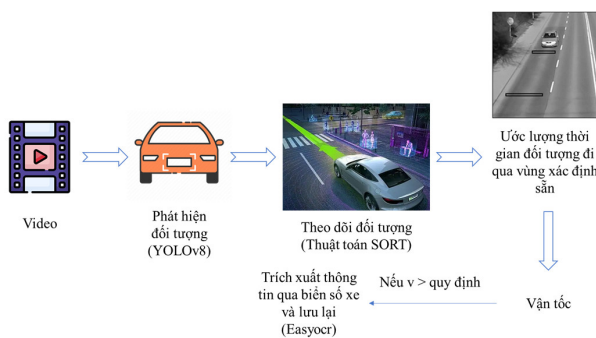 Video
Phát hiện
đối tượng
(YOLOv8)
Theo dõi đối tượng
(Thuật toán SORT)
Ước lượng thời
gian đối tượng đi
qua vùng xác định
sẵn
Vận tốc
Nếu v > quy định
Trích xuất thông
tin qua biển số xe
và lưu lại
(Easyocr)